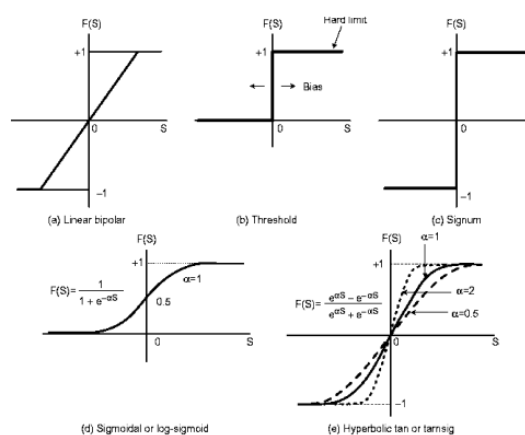 F(S)
+1
0
S
−1
(a) Linear bipolar
F(S)
Hard limit
+1
Bias
0
S
(b) Threshold
F(S)
+1
0
−1
(c) Signum
F(S)
+1
α=1
F(S)= 1 / 1 + e^−αS
0.5
0
S
(d) Sigmoidal or log-sigmoid
F(S)
α=1
+1
F(S)= e^αS − e^−αS / e^αS + e^−αS
α=2
α=0.5
0
S
−1
(e) Hyperbolic tan or tamsig